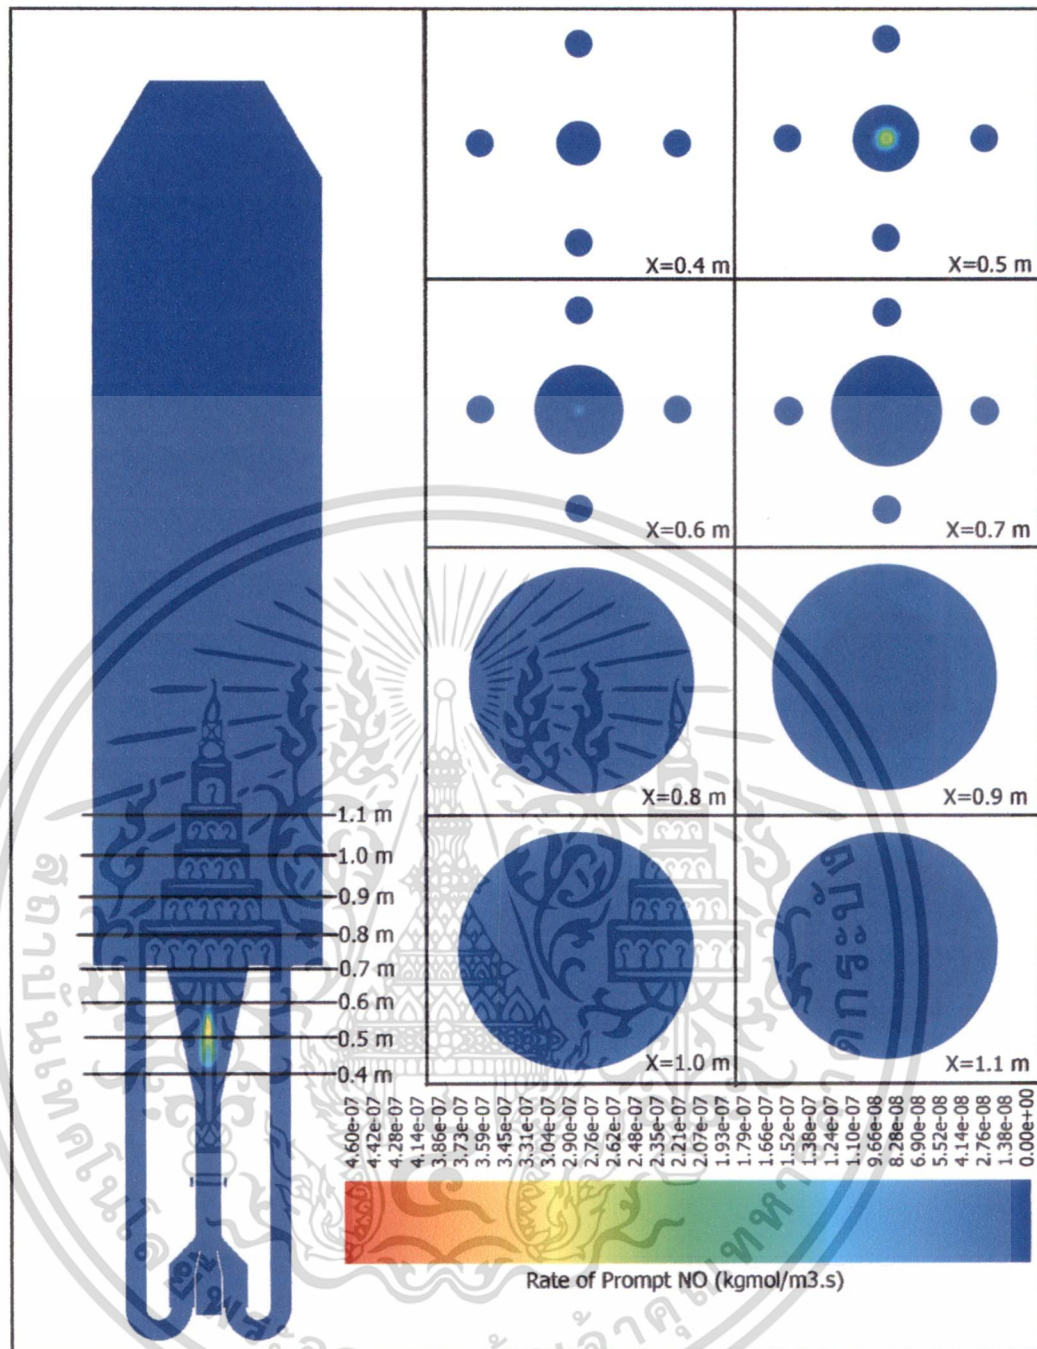 X=0.4 m
X=0.5 m
X=0.6 m
X=0.7 m
X=0.8 m
X=0.9 m
X=1.0 m
X=1.1 m
1.1 m
1.0 m
0.9 m
0.8 m
0.7 m
0.6 m
0.5 m
0.4 m
4.60e-07
4.42e-07
4.28e-07
4.14e-07
3.86e-07
3.73e-07
3.59e-07
3.45e-07
3.31e-07
3.04e-07
2.90e-07
2.76e-07
2.62e-07
2.48e-07
2.35e-07
2.21e-07
2.07e-07
1.93e-07
1.79e-07
1.66e-07
1.52e-07
1.38e-07
1.24e-07
1.10e-07
9.66e-08
8.28e-08
6.90e-08
5.52e-08
4.14e-08
2.76e-08
1.38e-08
0.00e+00
Rate of Prompt NO (kgmol/m3.s)